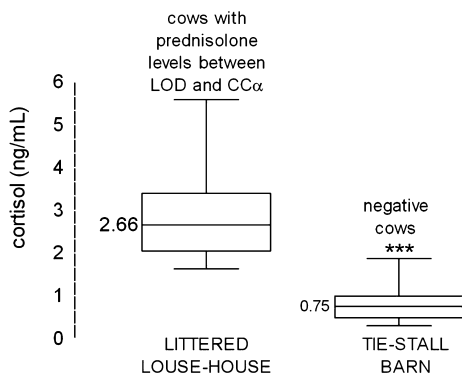 cows with
prednisolone
levels between
LOD and CCα
6
5
4
3
2
1
0
cortisol (ng/mL)
2.66
negative
cows
***
0.75
LITTERED
LOUSE-HOUSE
TIE-STALL
BARN